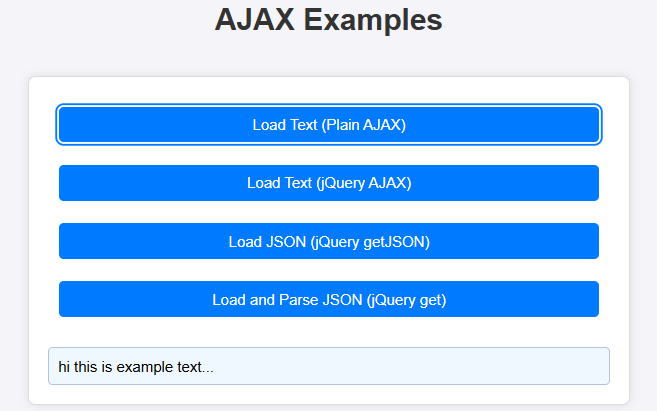 AJAX Examples
Load Text (Plain AJAX)
Load Text (jQuery AJAX)
Load JSON (jQuery getJSON)
Load and Parse JSON (jQuery get)
hi this is example text...